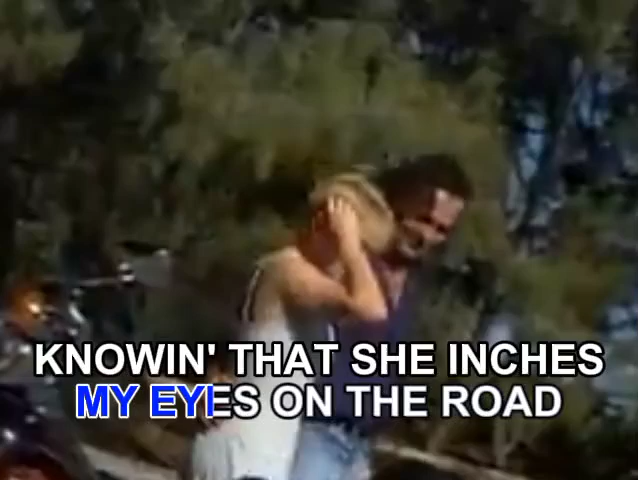 KNOWIN' THAT SHE INCHES
MY EYES ON THE ROAD